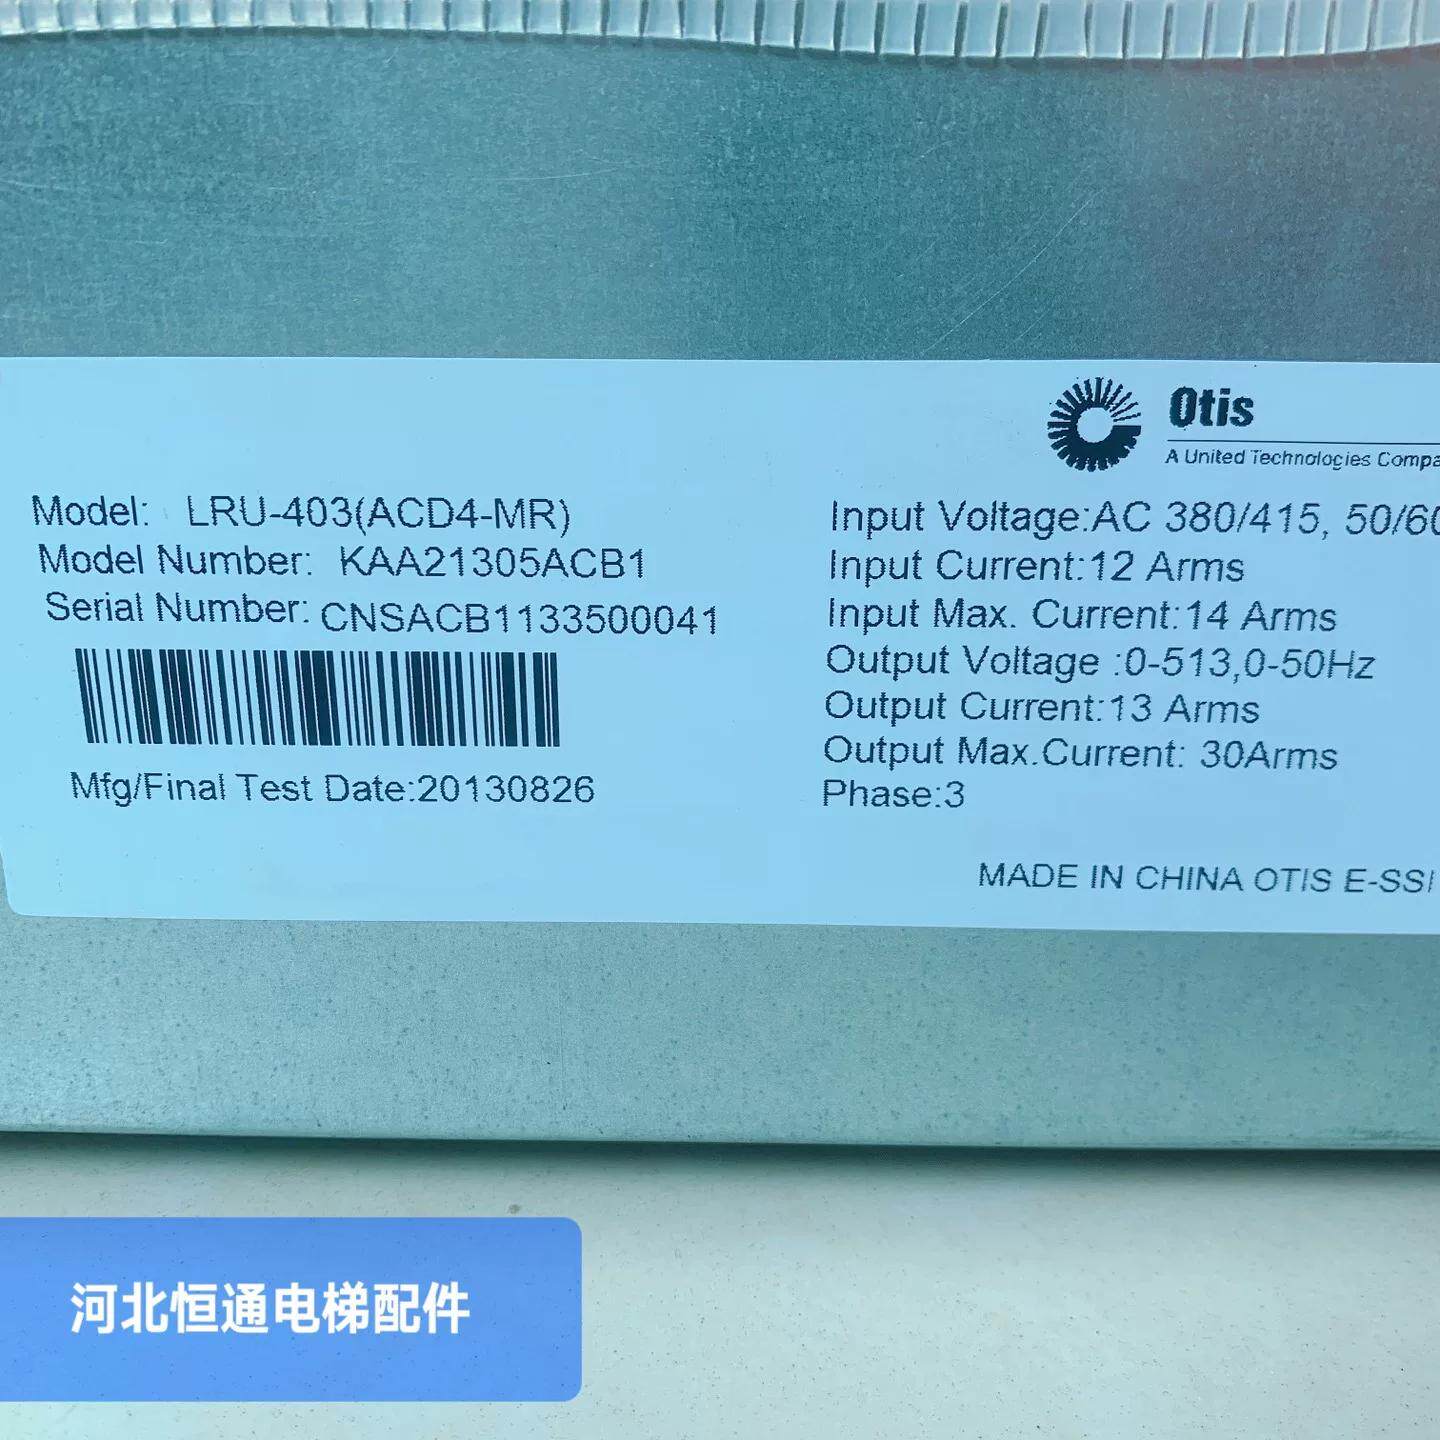 Otis
A United Technologies Compa
Model: LRU-403(ACD4-MR)
Model Number: KAA21305ACB1
Serial Number: CNSACB1133500041
Mfg/Final Test Date:20130826
Input Voltage:AC 380/415, 50/60
Input Current:12 Arms
Input Max. Current:14 Arms
Output Voltage :0-513,0-50Hz
Output Current:13 Arms
Output Max.Current: 30Arms
Phase:3
MADE IN CHINA OTIS E-SSI
河北恒通电梯配件